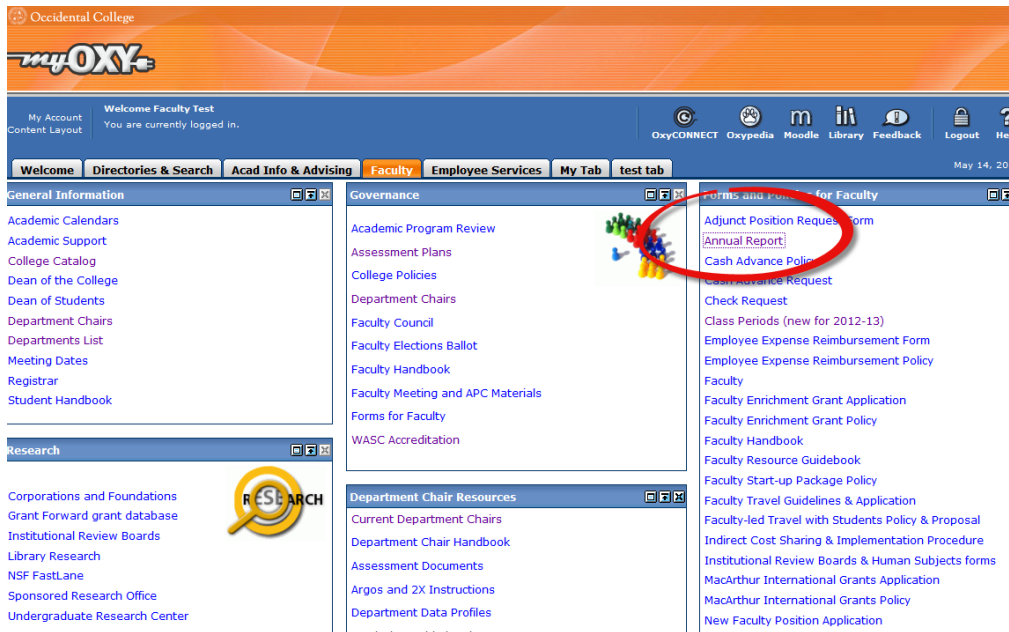 Occidental College
myOXY
My Account
Content Layout
Welcome Faculty Test
You are currently logged in.
OxyCONNECT Oxypedia Moodle Library Feedback Logout
May 14,
Welcome Directories & Search Acad Info & Advising Faculty Employee Services My Tab test tab
General Information
Academic Calendars
Academic Support
College Catalog
Dean of the College
Dean of Students
Department Chairs
Departments List
Meeting Dates
Registrar
Student Handbook
Research
RESEARCH
Corporations and Foundations
Grant Forward grant database
Institutional Review Boards
Library Research
NSF FastLane
Sponsored Research Office
Undergraduate Research Center
Governance
Academic Program Review
Assessment Plans
College Policies
Department Chairs
Faculty Council
Faculty Elections Ballot
Faculty Handbook
Faculty Meeting and APC Materials
Forms for Faculty
WASC Accreditation
Department Chair Resources
Current Department Chairs
Department Chair Handbook
Assessment Documents
Argos and 2X Instructions
Department Data Profiles
Forms and Policies for Faculty
Adjunct Position Request Form
Annual Report
Cash Advance Policy
Cash Advance Request
Check Request
Class Periods (new for 2012-13)
Employee Expense Reimbursement Form
Employee Expense Reimbursement Policy
Faculty
Faculty Enrichment Grant Application
Faculty Enrichment Grant Policy
Faculty Handbook
Faculty Resource Guidebook
Faculty Start-up Package Policy
Faculty Travel Guidelines & Application
Faculty-led Travel with Students Policy & Proposal
Indirect Cost Sharing & Implementation Procedure
Institutional Review Boards & Human Subjects forms
MacArthur International Grants Application
MacArthur International Grants Policy
New Faculty Position Application